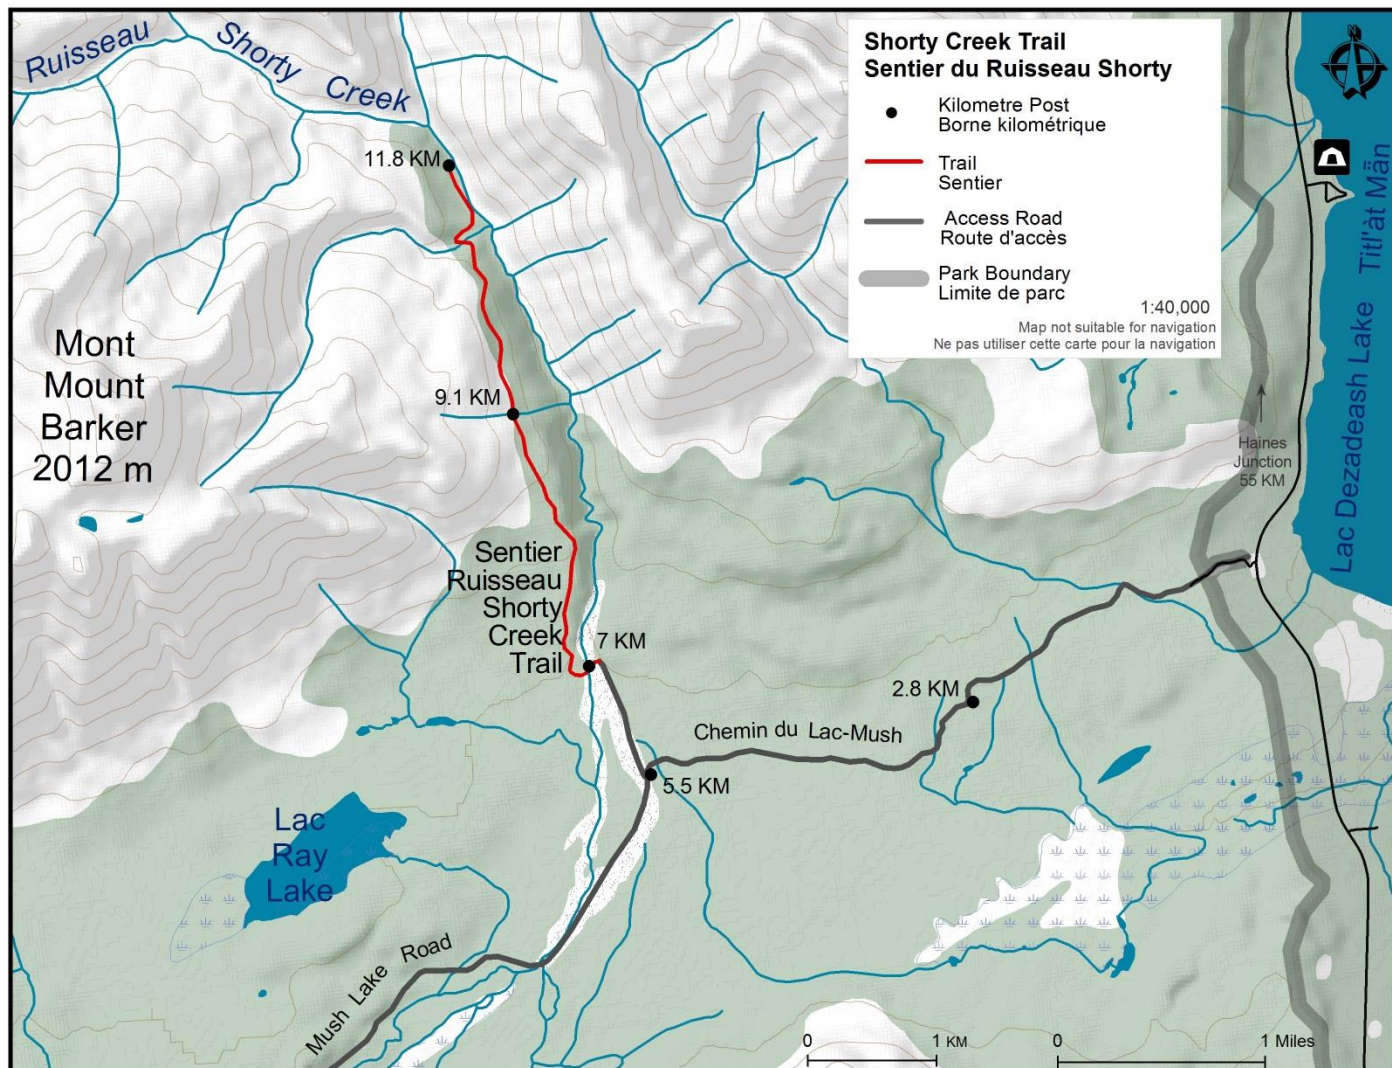 Ruisseau
Shorty
Creek
Shorty Creek Trail
Sentier du Ruisseau Shorty
Kilometre Post
Borne kilométrique
Trail
Sentier
Access Road
Route d'accès
Park Boundary
Limite de parc
1:40,000
Map not suitable for navigation
Ne pas utiliser cette carte pour la navigation
N
11.8 KM
Mont
Mount
Barker
2012 m
9.1 KM
Haines
Junction
55 KM
Lac Dezadeash Lake Titl'àt Män
Sentier
Ruisseau
Shorty
Creek
Trail
7 KM
2.8 KM
Chemin du Lac-Mush
5.5 KM
Lac
Ray
Lake
Mush Lake Road
0 1 KM
0 1 Miles